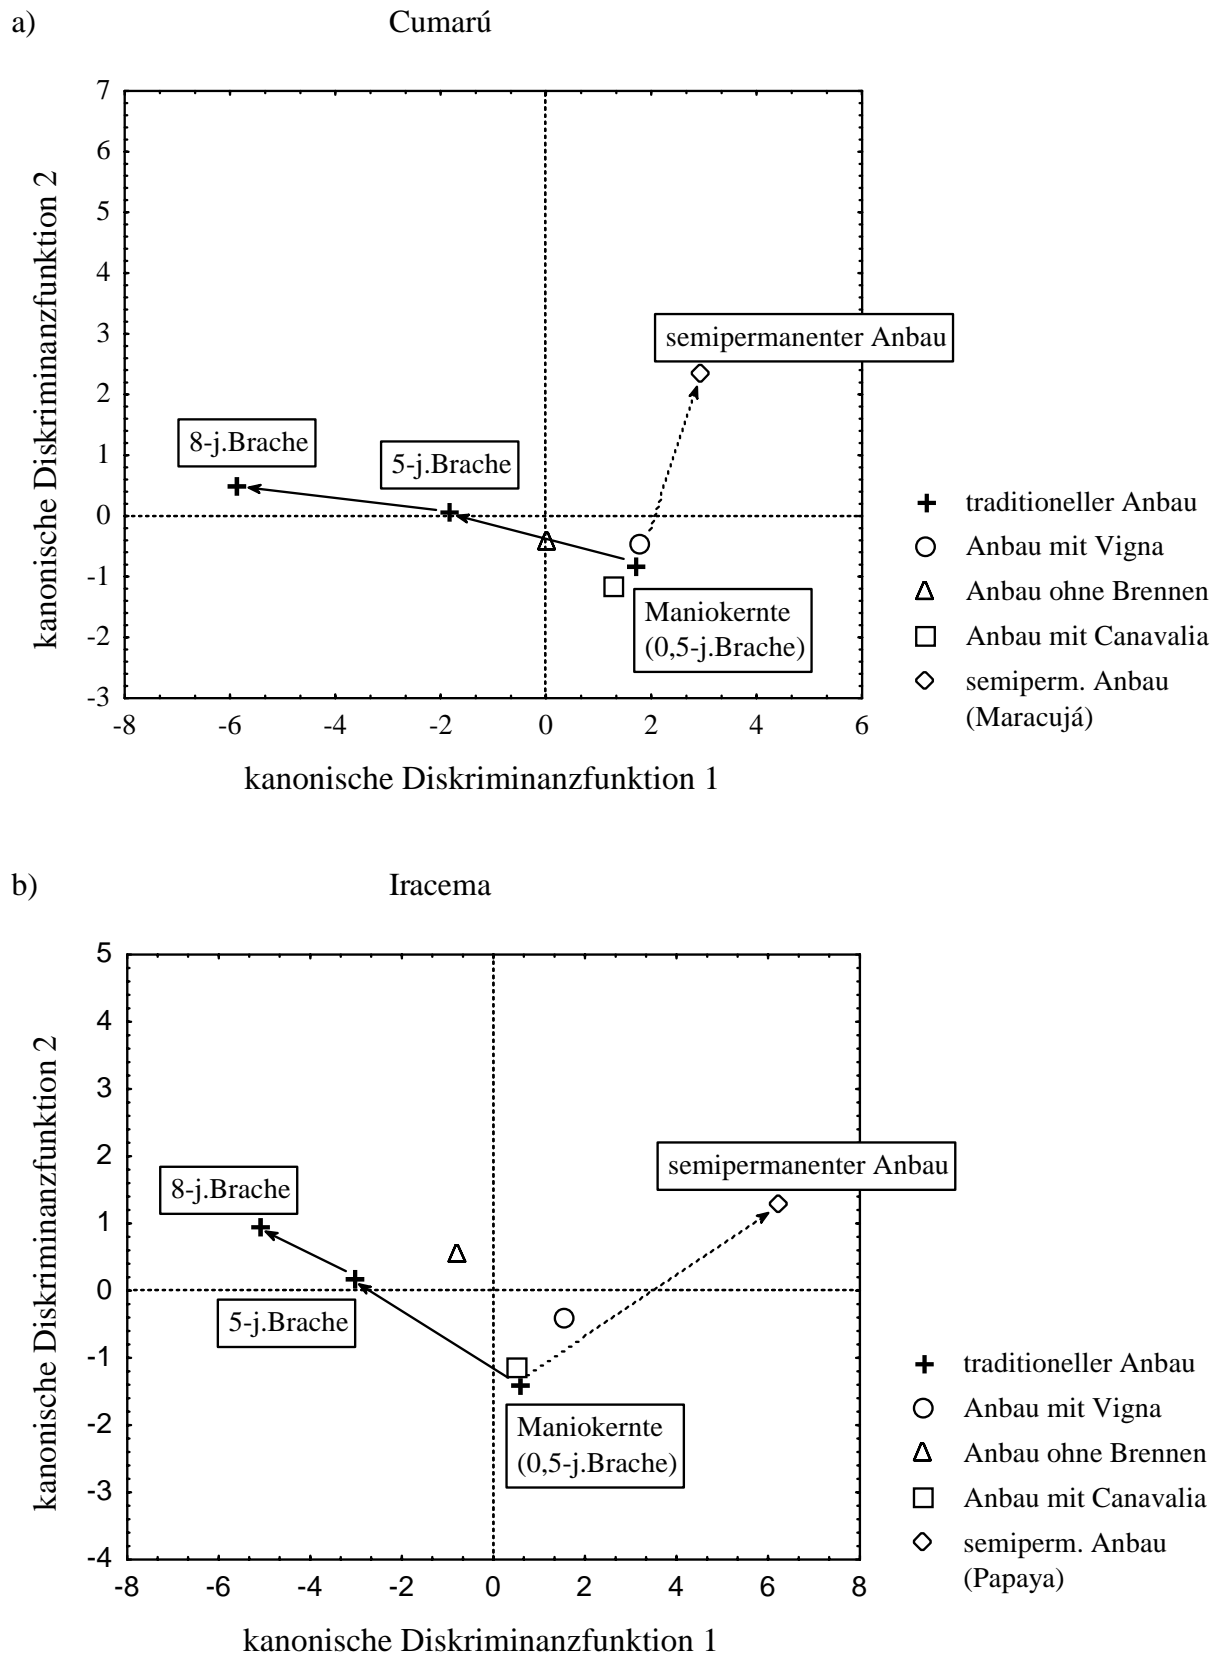 a)
Cumarú
7
6
5
4
3
2
1
0
-1
-2
-3
kanonische Diskriminanzfunktion 2
semipermanenter Anbau
8-j.Brache
5-j.Brache
Maniokernte
(0,5-j.Brache)
-8 -6 -4 -2 0 2 4 6
kanonische Diskriminanzfunktion 1
traditioneller Anbau
Anbau mit Vigna
Anbau ohne Brennen
Anbau mit Canavalia
semiperm. Anbau
(Maracujá)
b)
Iracema
5
4
3
2
1
0
-1
-2
-3
-4
kanonische Diskriminanzfunktion 2
semipermanenter Anbau
8-j.Brache
5-j.Brache
Maniokernte
(0,5-j.Brache)
-8 -6 -4 -2 0 2 4 6 8
kanonische Diskriminanzfunktion 1
traditioneller Anbau
Anbau mit Vigna
Anbau ohne Brennen
Anbau mit Canavalia
semiperm. Anbau
(Papaya)